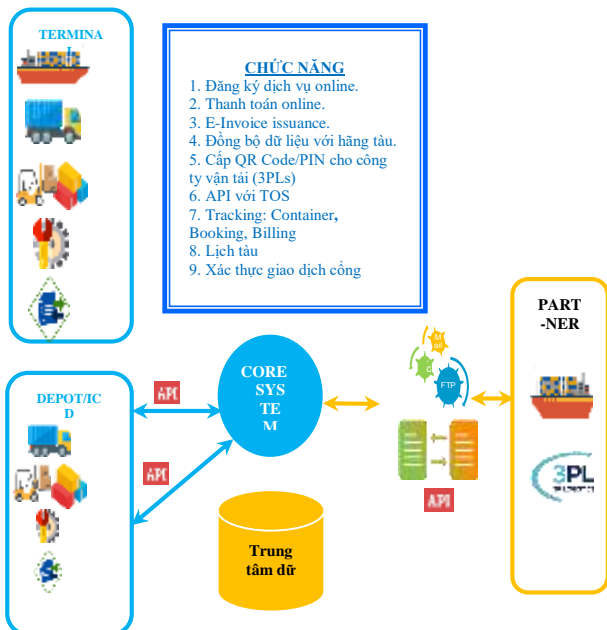 TERMINA
L
CHỨC NĂNG
1. Đăng ký dịch vụ online.
2. Thanh toán online.
3. E-Invoice issuance.
4. Đồng bộ dữ liệu với hãng tàu.
5. Cấp QR Code/PIN cho công
ty vận tải (3PLs)
6. API với TOS
7. Tracking: Container,
Booking, Billing
8. Lịch tàu
9. Xác thực giao dịch cổng
PART
-NER
CORE
SYS
TE
M
FTP
DEPOT/IC
D
API
API
API
3PL
Trung
tâm dữ